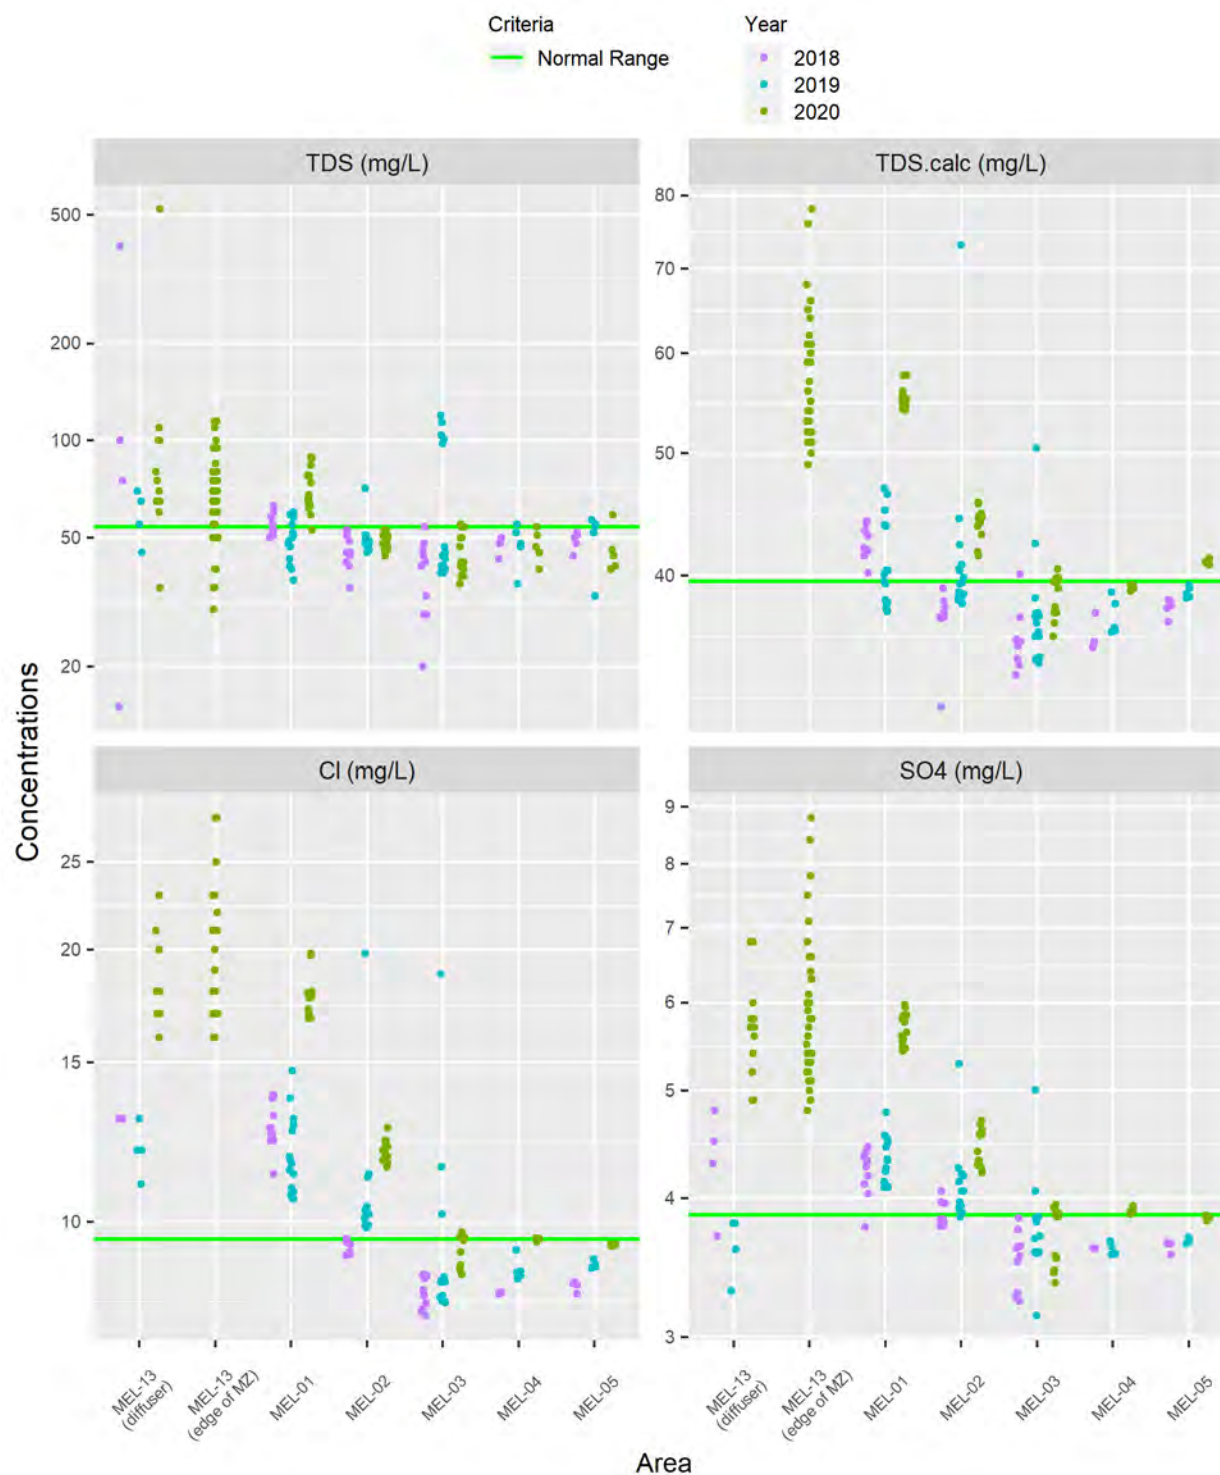 Criteria
Normal Range
Year
2018
2019
2020
Concentrations
TDS (mg/L)
500
200
100
50
20
TDS.calc (mg/L)
80
70
60
50
40
Cl (mg/L)
25
20
15
10
SO4 (mg/L)
9
8
7
6
5
4
3
MEL-13
(diffuser)
MEL-13
(edge of MZ)
MEL-01
MEL-02
MEL-03
MEL-04
MEL-05
MEL-13
(diffuser)
MEL-13
(edge of MZ)
MEL-01
MEL-02
MEL-03
MEL-04
MEL-05
Area